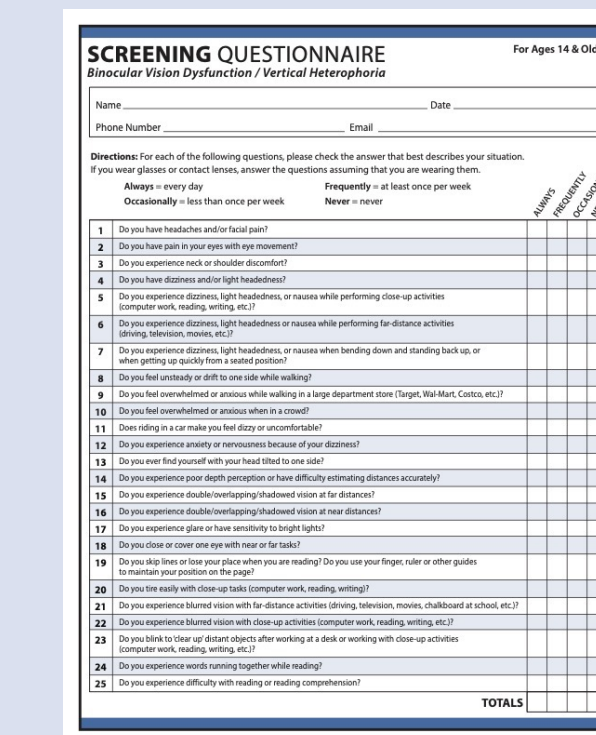 SCREENING QUESTIONNAIRE
For Ages 14 & Old
Binocular Vision Dysfunction / Vertical Heterophoria
Name Date
Phone Number Email
Directions: For each of the following questions, please check the answer that best describes your situation.
If you wear glasses or contact lenses, answer the questions assuming that you are wearing them.
Always = every day Frequently = at least once per week
Occasionally = less than once per week Never = never
ALWAYS FREQUENTLY OCCASION
1 Do you have headaches and/or facial pain?
2 Do you have pain in your eyes with eye movement?
3 Do you experience neck or shoulder discomfort?
4 Do you have dizziness and/or light headedness?
5 Do you experience dizziness, light headedness, or nausea while performing close-up activities
(computer work, reading, writing, etc.)?
6 Do you experience dizziness, light headedness or nausea while performing far-distance activities
(driving, television, movies, etc.)?
7 Do you experience dizziness, light headedness, or nausea when bending down and standing back up, or
when getting up quickly from a seated position?
8 Do you feel unsteady or drift to one side while walking?
9 Do you feel overwhelmed or anxious while walking in a large department store (Target, Wal-Mart, Costco, etc.)?
10 Do you feel overwhelmed or anxious when in a crowd?
11 Does riding in a car make you feel dizzy or uncomfortable?
12 Do you experience anxiety or nervousness because of your dizziness?
13 Do you ever find yourself with your head tilted to one side?
14 Do you experience poor depth perception or have difficulty estimating distances accurately?
15 Do you experience double/overlapping/shadowed vision at far distances?
16 Do you experience double/overlapping/shadowed vision at near distances?
17 Do you experience glare or have sensitivity to bright lights?
18 Do you close or cover one eye with near or far tasks?
19 Do you skip lines or lose your place when you are reading? Do you use your finger, ruler or other guides
to maintain your position on the page?
20 Do you tire easily with close-up tasks (computer work, reading, writing)?
21 Do you experience blurred vision with far-distance activities (driving, television, movies, chalkboard at school, etc.)?
22 Do you experience blurred vision with close-up activities (computer work, reading, writing, etc.)?
23 Do you blink to 'clear up' distant objects after working at a desk or working with close-up activities
(computer work, reading, writing, etc.)?
24 Do you experience words running together while reading?
25 Do you experience difficulty with reading or reading comprehension?
TOTALS